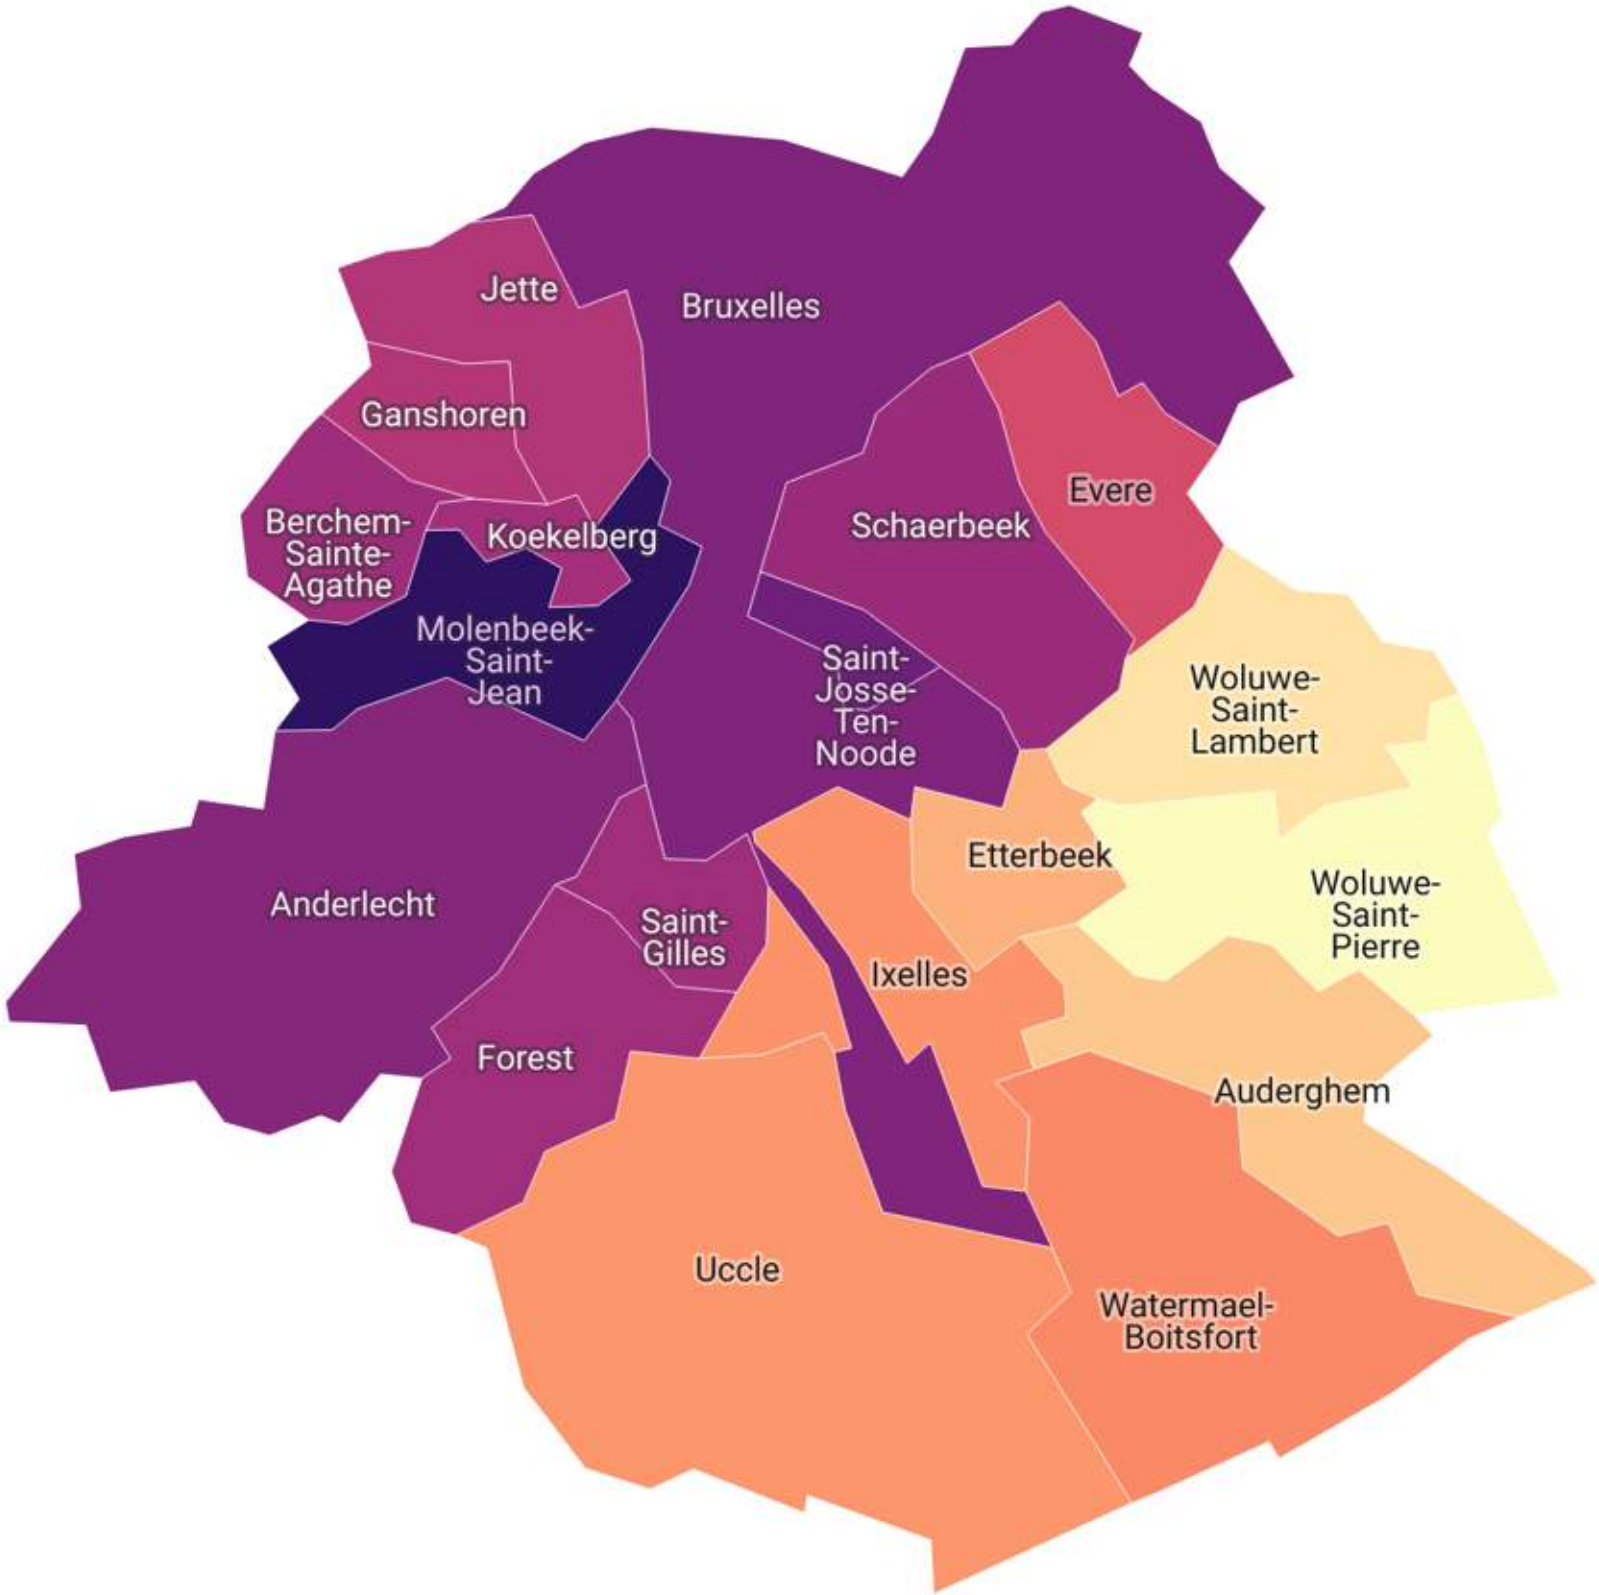 Jette
Bruxelles
Ganshoren
Evere
Berchem-
Sainte-
Agathe
Koekelberg
Schaerbeek
Molenbeek-
Saint-
Jean
Saint-
Josse-
Ten-
Noode
Woluwe-
Saint-
Lambert
Etterbeek
Woluwe-
Saint-
Pierre
Anderlecht
Saint-
Gilles
Ixelles
Forest
Auderghem
Uccle
Watermael-
Boitsfort